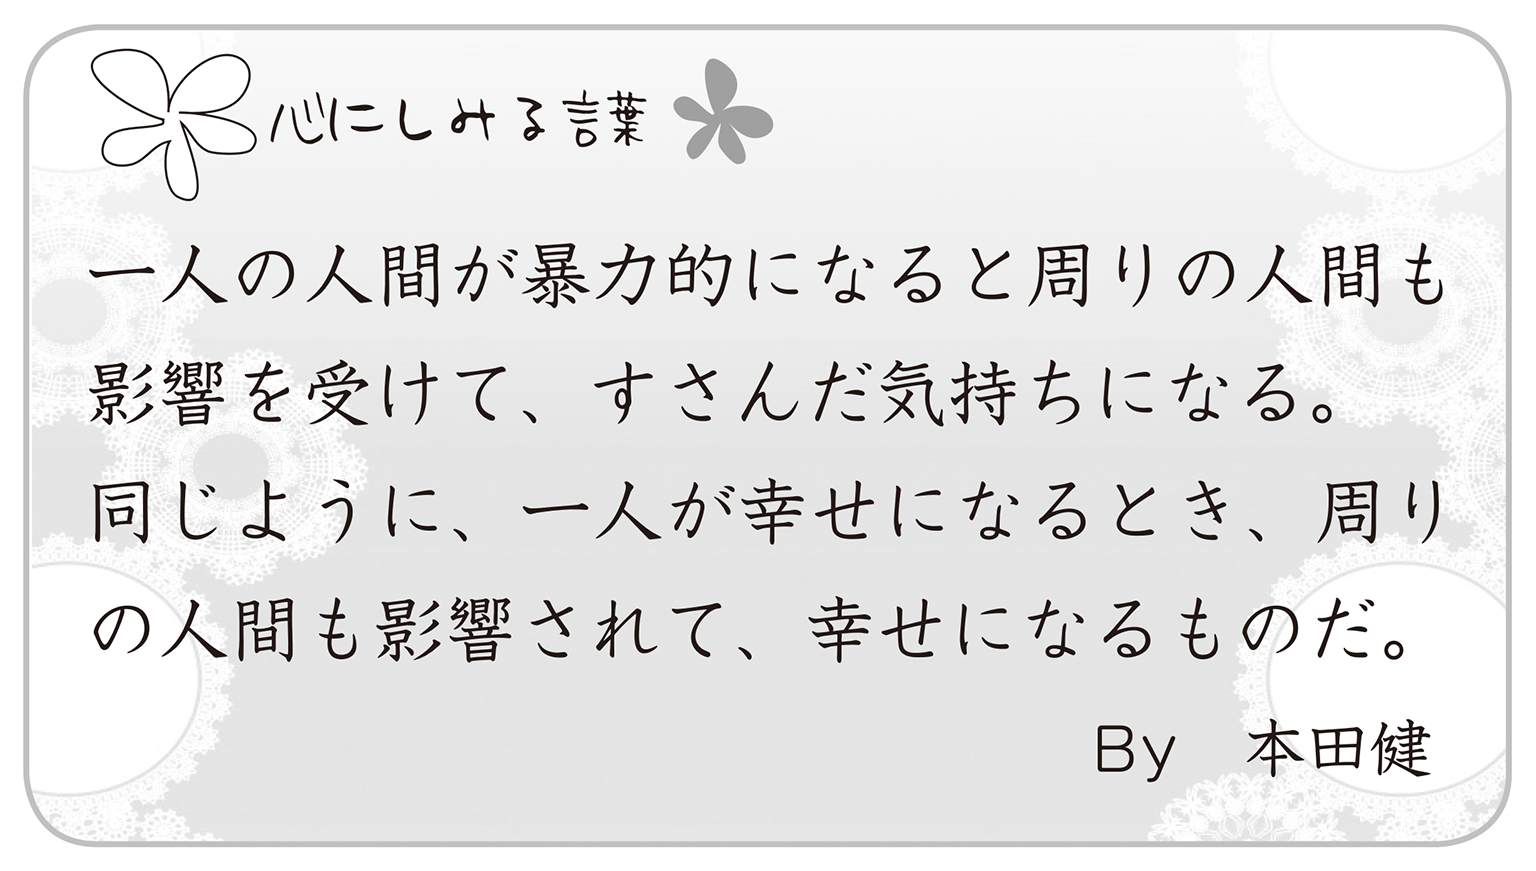 心にしみる言葉
一人の人間が暴力的になると周りの人間も
影響を受けて、すさんだ気持ちになる。
同じように、一人が幸せになるとき、周り
の人間も影響されて、幸せになるものだ。
By　本田健